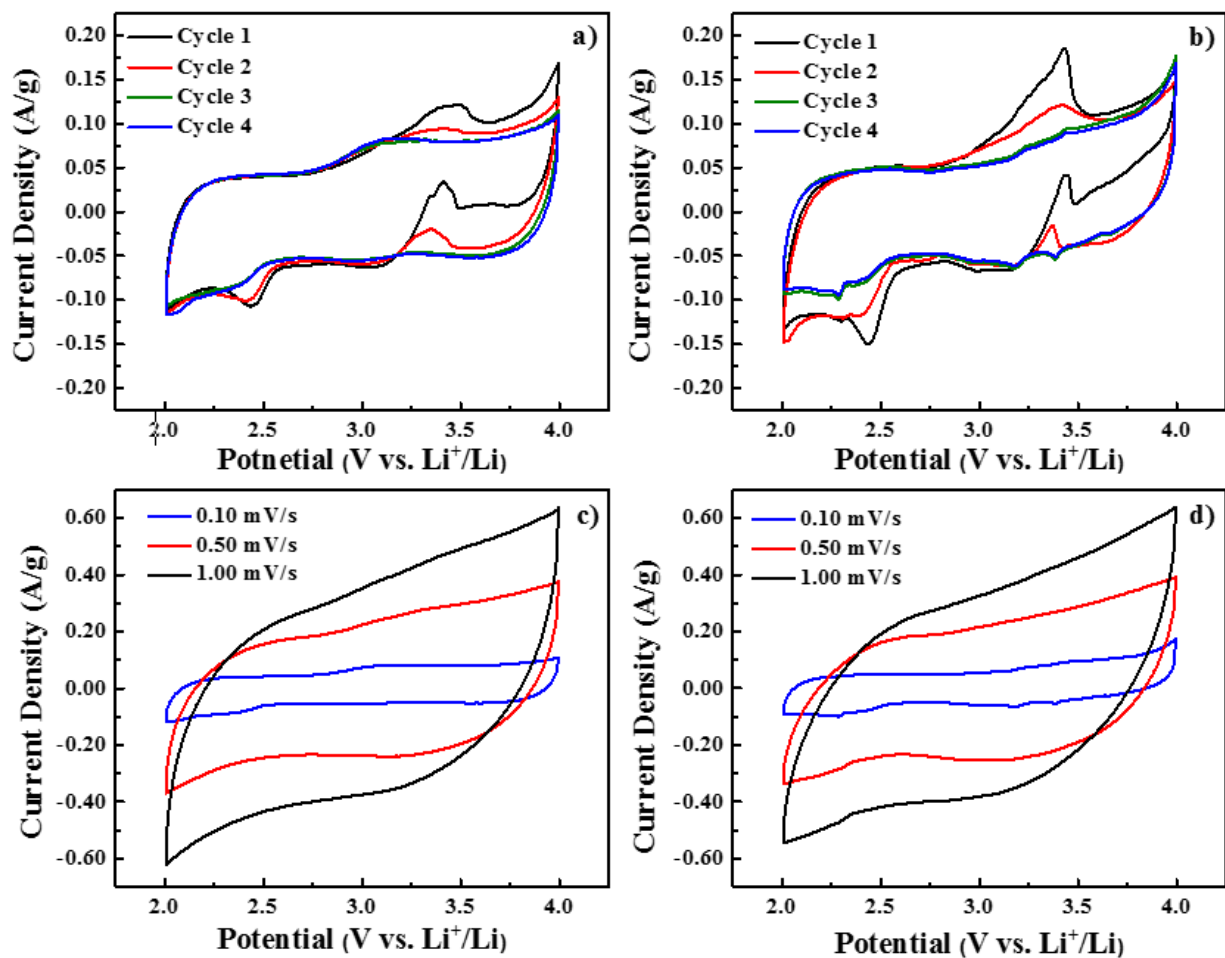 0.20
0.15
0.10
0.05
0.00
-0.05
-0.10
-0.15
-0.20
Current Density (A/g)
Cycle 1
Cycle 2
Cycle 3
Cycle 4
a)
2.0 2.5 3.0 3.5 4.0
Potnetial (V vs. Li⁺/Li)
0.20
0.15
0.10
0.05
0.00
-0.05
-0.10
-0.15
-0.20
Current Density (A/g)
Cycle 1
Cycle 2
Cycle 3
Cycle 4
b)
2.0 2.5 3.0 3.5 4.0
Potential (V vs. Li⁺/Li)
0.60
0.40
0.20
0.00
-0.20
-0.40
-0.60
Current Density (A/g)
0.10 mV/s
0.50 mV/s
1.00 mV/s
c)
2.0 2.5 3.0 3.5 4.0
Potential (V vs. Li⁺/Li)
0.60
0.40
0.20
0.00
-0.20
-0.40
-0.60
Current Density (A/g)
0.10 mV/s
0.50 mV/s
1.00 mV/s
d)
2.0 2.5 3.0 3.5 4.0
Potential (V vs. Li⁺/Li)